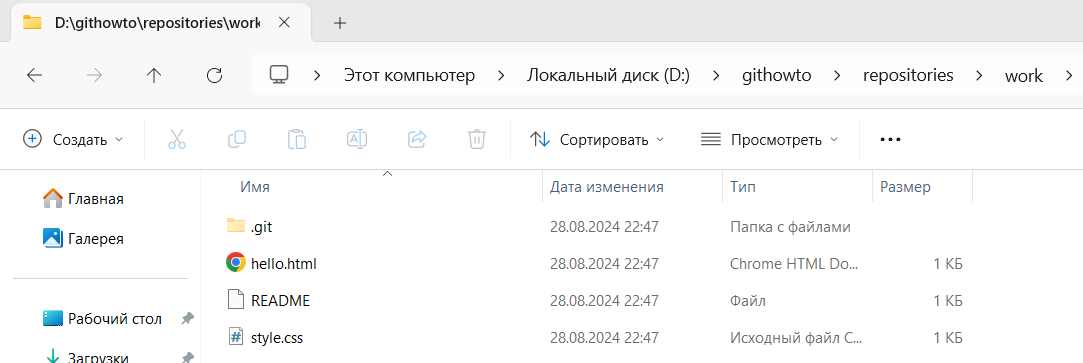 D:\githowto\repositories\work
Этот компьютер Локальный диск (D:) githowto repositories work
Создать Сортировать Просмотреть
Имя Дата изменения Тип Размер
Главная
.git 28.08.2024 22:47 Папка с файлами
Галерея
hello.html 28.08.2024 22:47 Chrome HTML Do... 1 КБ
README 28.08.2024 22:47 Файл 1 КБ
Рабочий стол
style.css 28.08.2024 22:47 Исходный файл C... 1 КБ
Загрузки